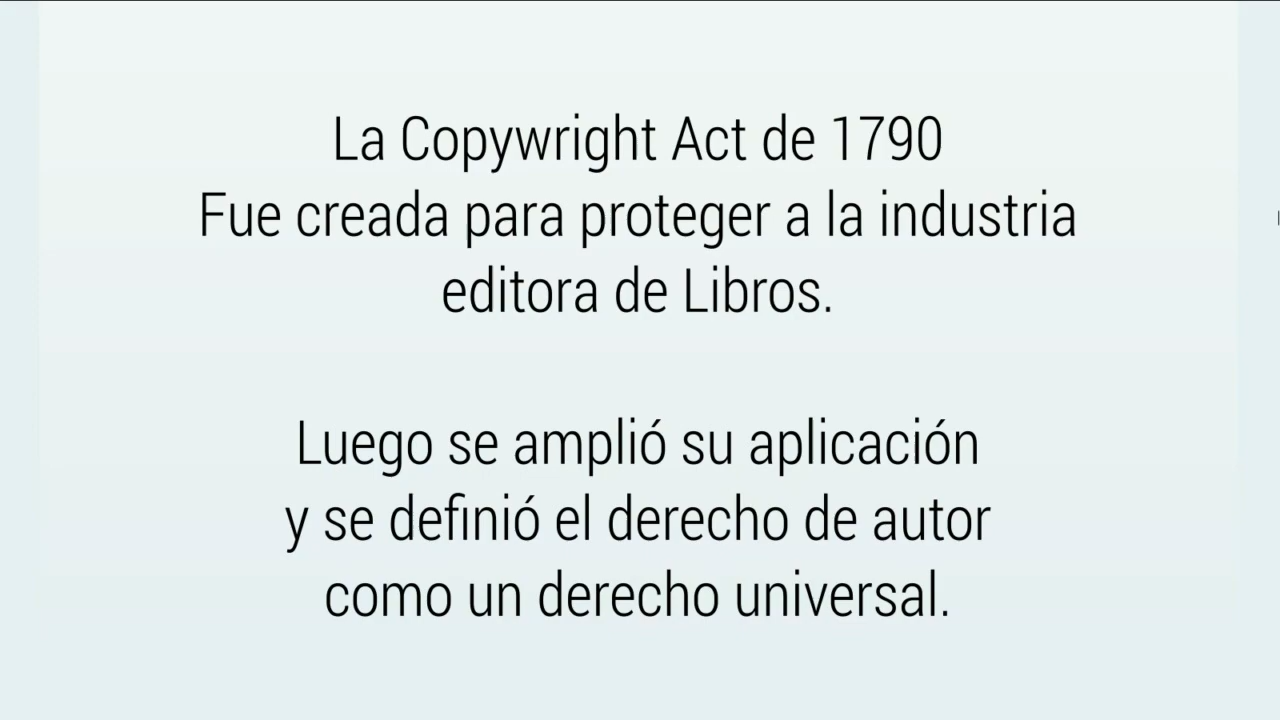 La Copywright Act de 1790
Fue creada para proteger a la industria
editora de Libros.
Luego se amplió su aplicación
y se definió el derecho de autor
como un derecho universal.